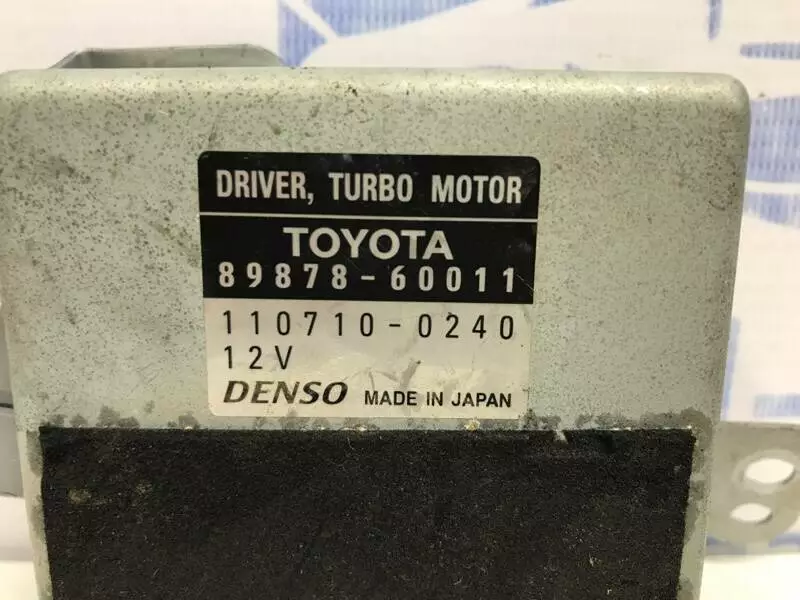 DRIVER, TURBO MOTOR
TOYOTA
89878-60011
110710-0240
12V
DENSO MADE IN JAPAN